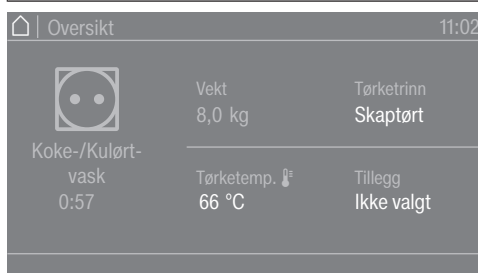 Oversikt
11:02
Koke-/Kulørt-
vask
0:57
Vekt
8,0 kg
Tørketrinn
Skaptørt
Tørketemp.
66 °C
Tillegg
Ikke valgt